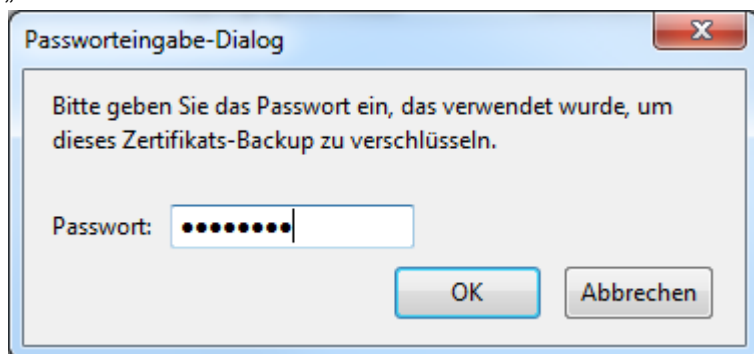 „
Passworteingabe-Dialog
Bitte geben Sie das Passwort ein, das verwendet wurde, um
dieses Zertifikats-Backup zu verschlüsseln.
Passwort: ●●●●●●●●
OK Abbrechen